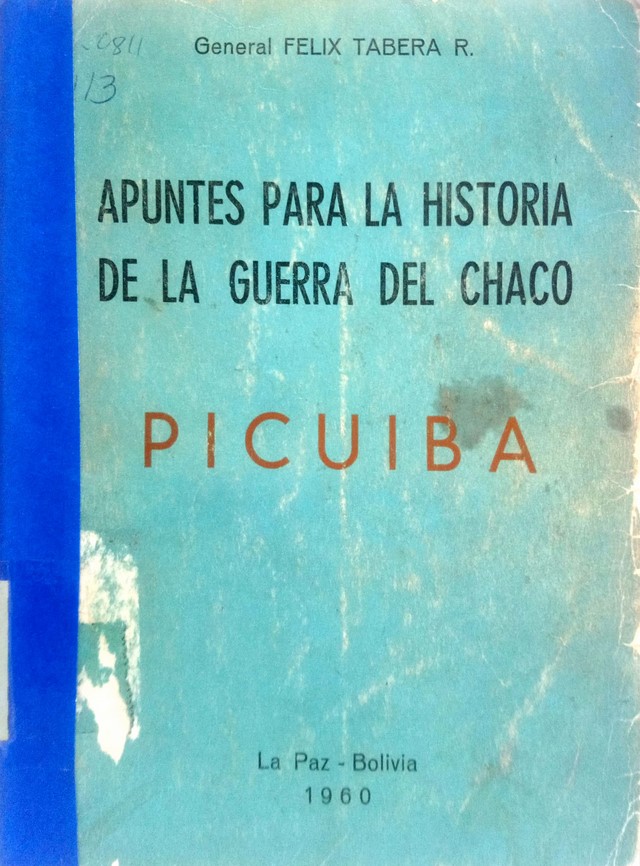 General FELIX TABERA R.
APUNTES PARA LA HISTORIA
DE LA GUERRA DEL CHACO
PICUIBA
La Paz - Bolivia
1960